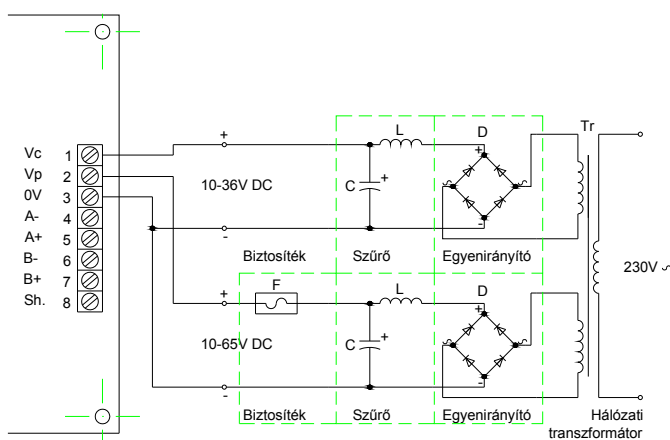 Vc 1
Vp 2
0V 3
A- 4
A+ 5
B- 6
B+ 7
Sh. 8
+
10-36V DC
-
L
C
+
D
+
-
Tr
230V ~
Biztosíték Szűrő Egyenirányító
+
F
10-65V DC
-
L
C
+
D
+
-
Biztosíték Szűrő Egyenirányító
Hálózati
transzformátor